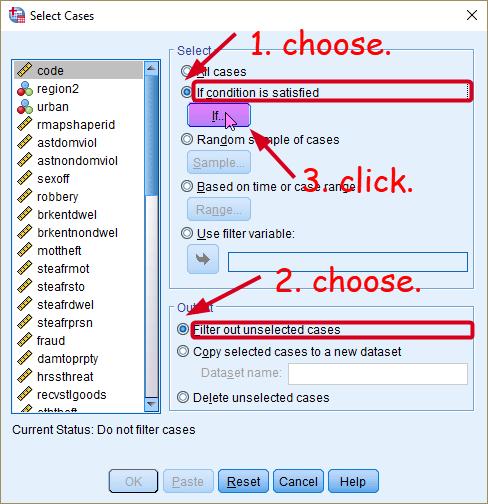 Select Cases
code
region2
urban
rmapshaperid
astdomviol
astnondomviol
sexoff
robbery
brkentdwel
brkentnondwel
mottheft
steafrmot
steafrsto
steafrdwel
steafrprsn
fraud
damtoprpty
hrssthreat
recvstlgoods
Select
1. choose.
All cases
If condition is satisfied
If...
Random sample of cases
Sample...
3. click.
Based on time or case range
Range...
Use filter variable:
2. choose.
Output
Filter out unselected cases
Copy selected cases to a new dataset
Dataset name:
Delete unselected cases
Current Status: Do not filter cases
OK
Paste
Reset
Cancel
Help